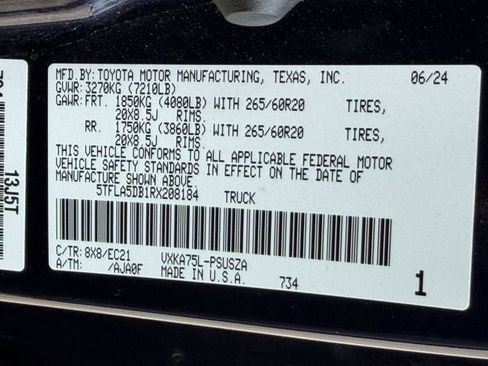 MFD.BY:TOYOTA MOTOR MANUFACTURING, TEXAS, INC. 06/24
GVWR:3270KG (7210LB)
GAWR:FRT. 1850KG (4080LB) WITH 265/60R20 TIRES,
20X8.5J RIMS.
RR. 1750KG (3860LB) WITH 265/60R20 TIRES,
20X8.5J RIMS.
THIS VEHICLE CONFORMS TO ALL APPLICABLE FEDERAL MOTOR
VEHICLE SAFETY STANDARDS IN EFFECT ON THE DATE OF
MANUFACTURE SHOWN ABOVE.
5TFLA5DB1RX208184 TRUCK
C/TR:8X8/EC21 VXKA75L-PSUSZA
A/TM: /AJA0F MADE IN U.S.A. 734 1
13J5T